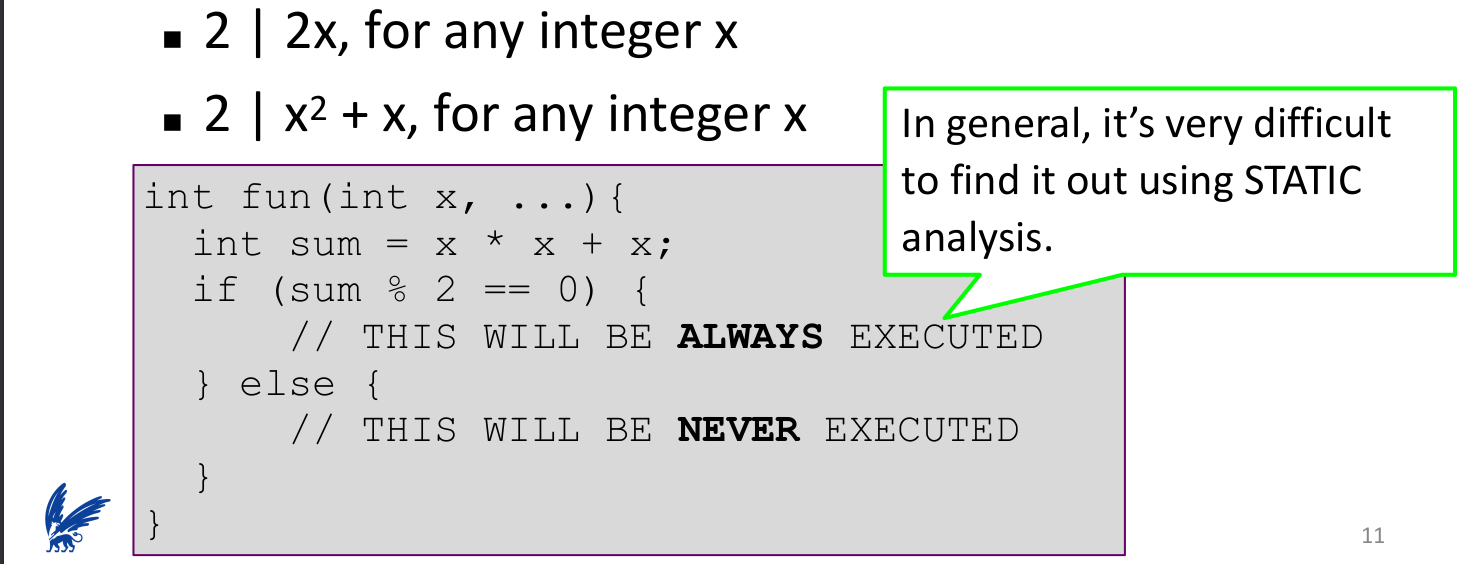 ▪ 2 | 2x, for any integer x
▪ 2 | x² + x, for any integer x
In general, it’s very difficult
to find it out using STATIC
analysis.
int fun(int x, ...){
  int sum = x * x + x;
  if (sum % 2 == 0) {
      // THIS WILL BE ALWAYS EXECUTED
  } else {
      // THIS WILL BE NEVER EXECUTED
  }
}
11